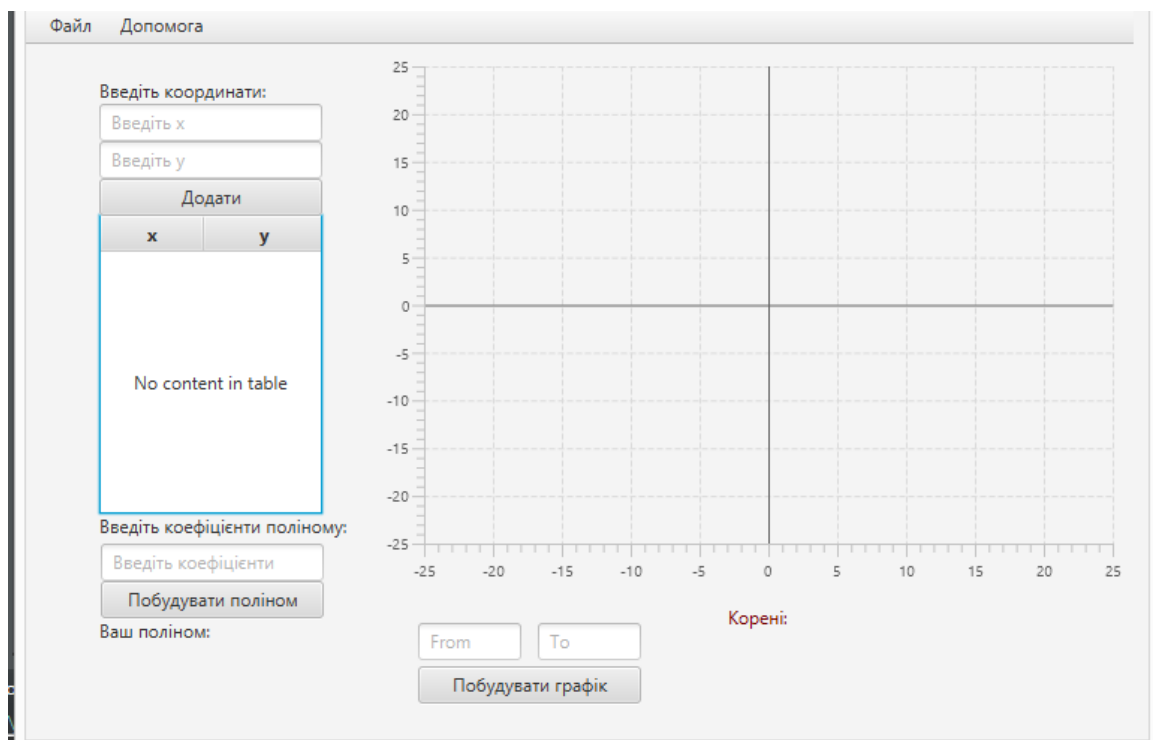 Файл Допомога
Введіть координати:
Введіть x
Введіть y
Додати
x y
No content in table
Введіть коефіцієнти поліному:
Введіть коефіцієнти
Побудувати поліном
Ваш поліном:
25
20
15
10
5
0
-5
-10
-15
-20
-25
-25 -20 -15 -10 -5 0 5 10 15 20 25
Корені:
From To
Побудувати графік